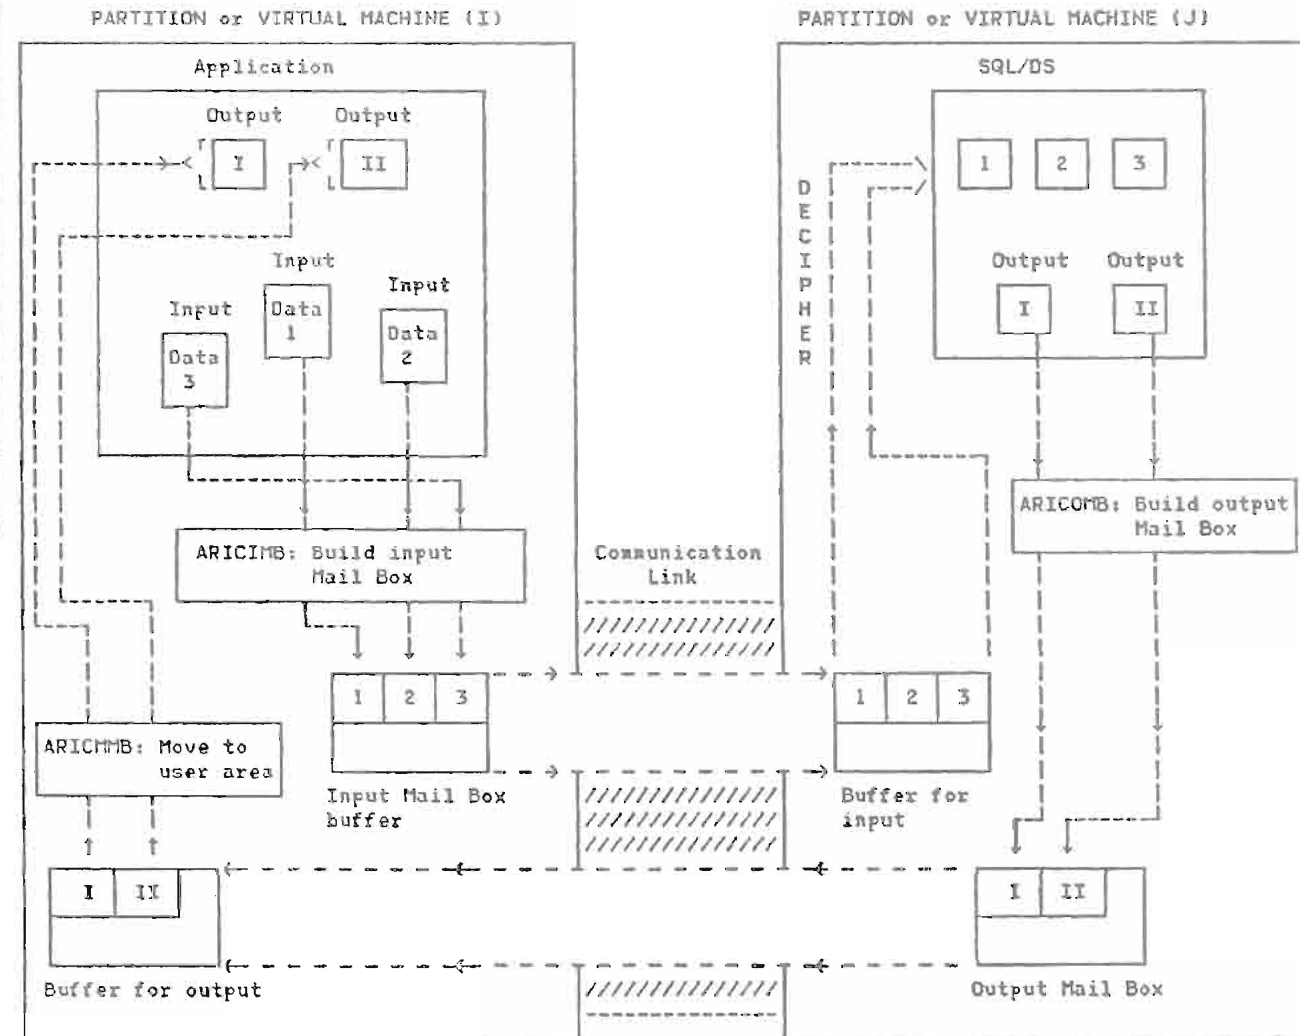 PARTITION or VIRTUAL MACHINE (I)
PARTITION or VIRTUAL MACHINE (J)
Application
SQL/DS
Output
Output
I
II
1
2
3
DECIPHER
Input
Data
1
Input
Data
2
Input
Data
3
Output
Output
I
II
ARICIMB: Build input
Mail Box
Communication
Link
ARICOMB: Build output
Mail Box
1 2 3
1 2 3
ARICMMB: Move to
user area
Input Mail Box
buffer
Buffer for
input
I II
I II
Buffer for output
Output Mail Box